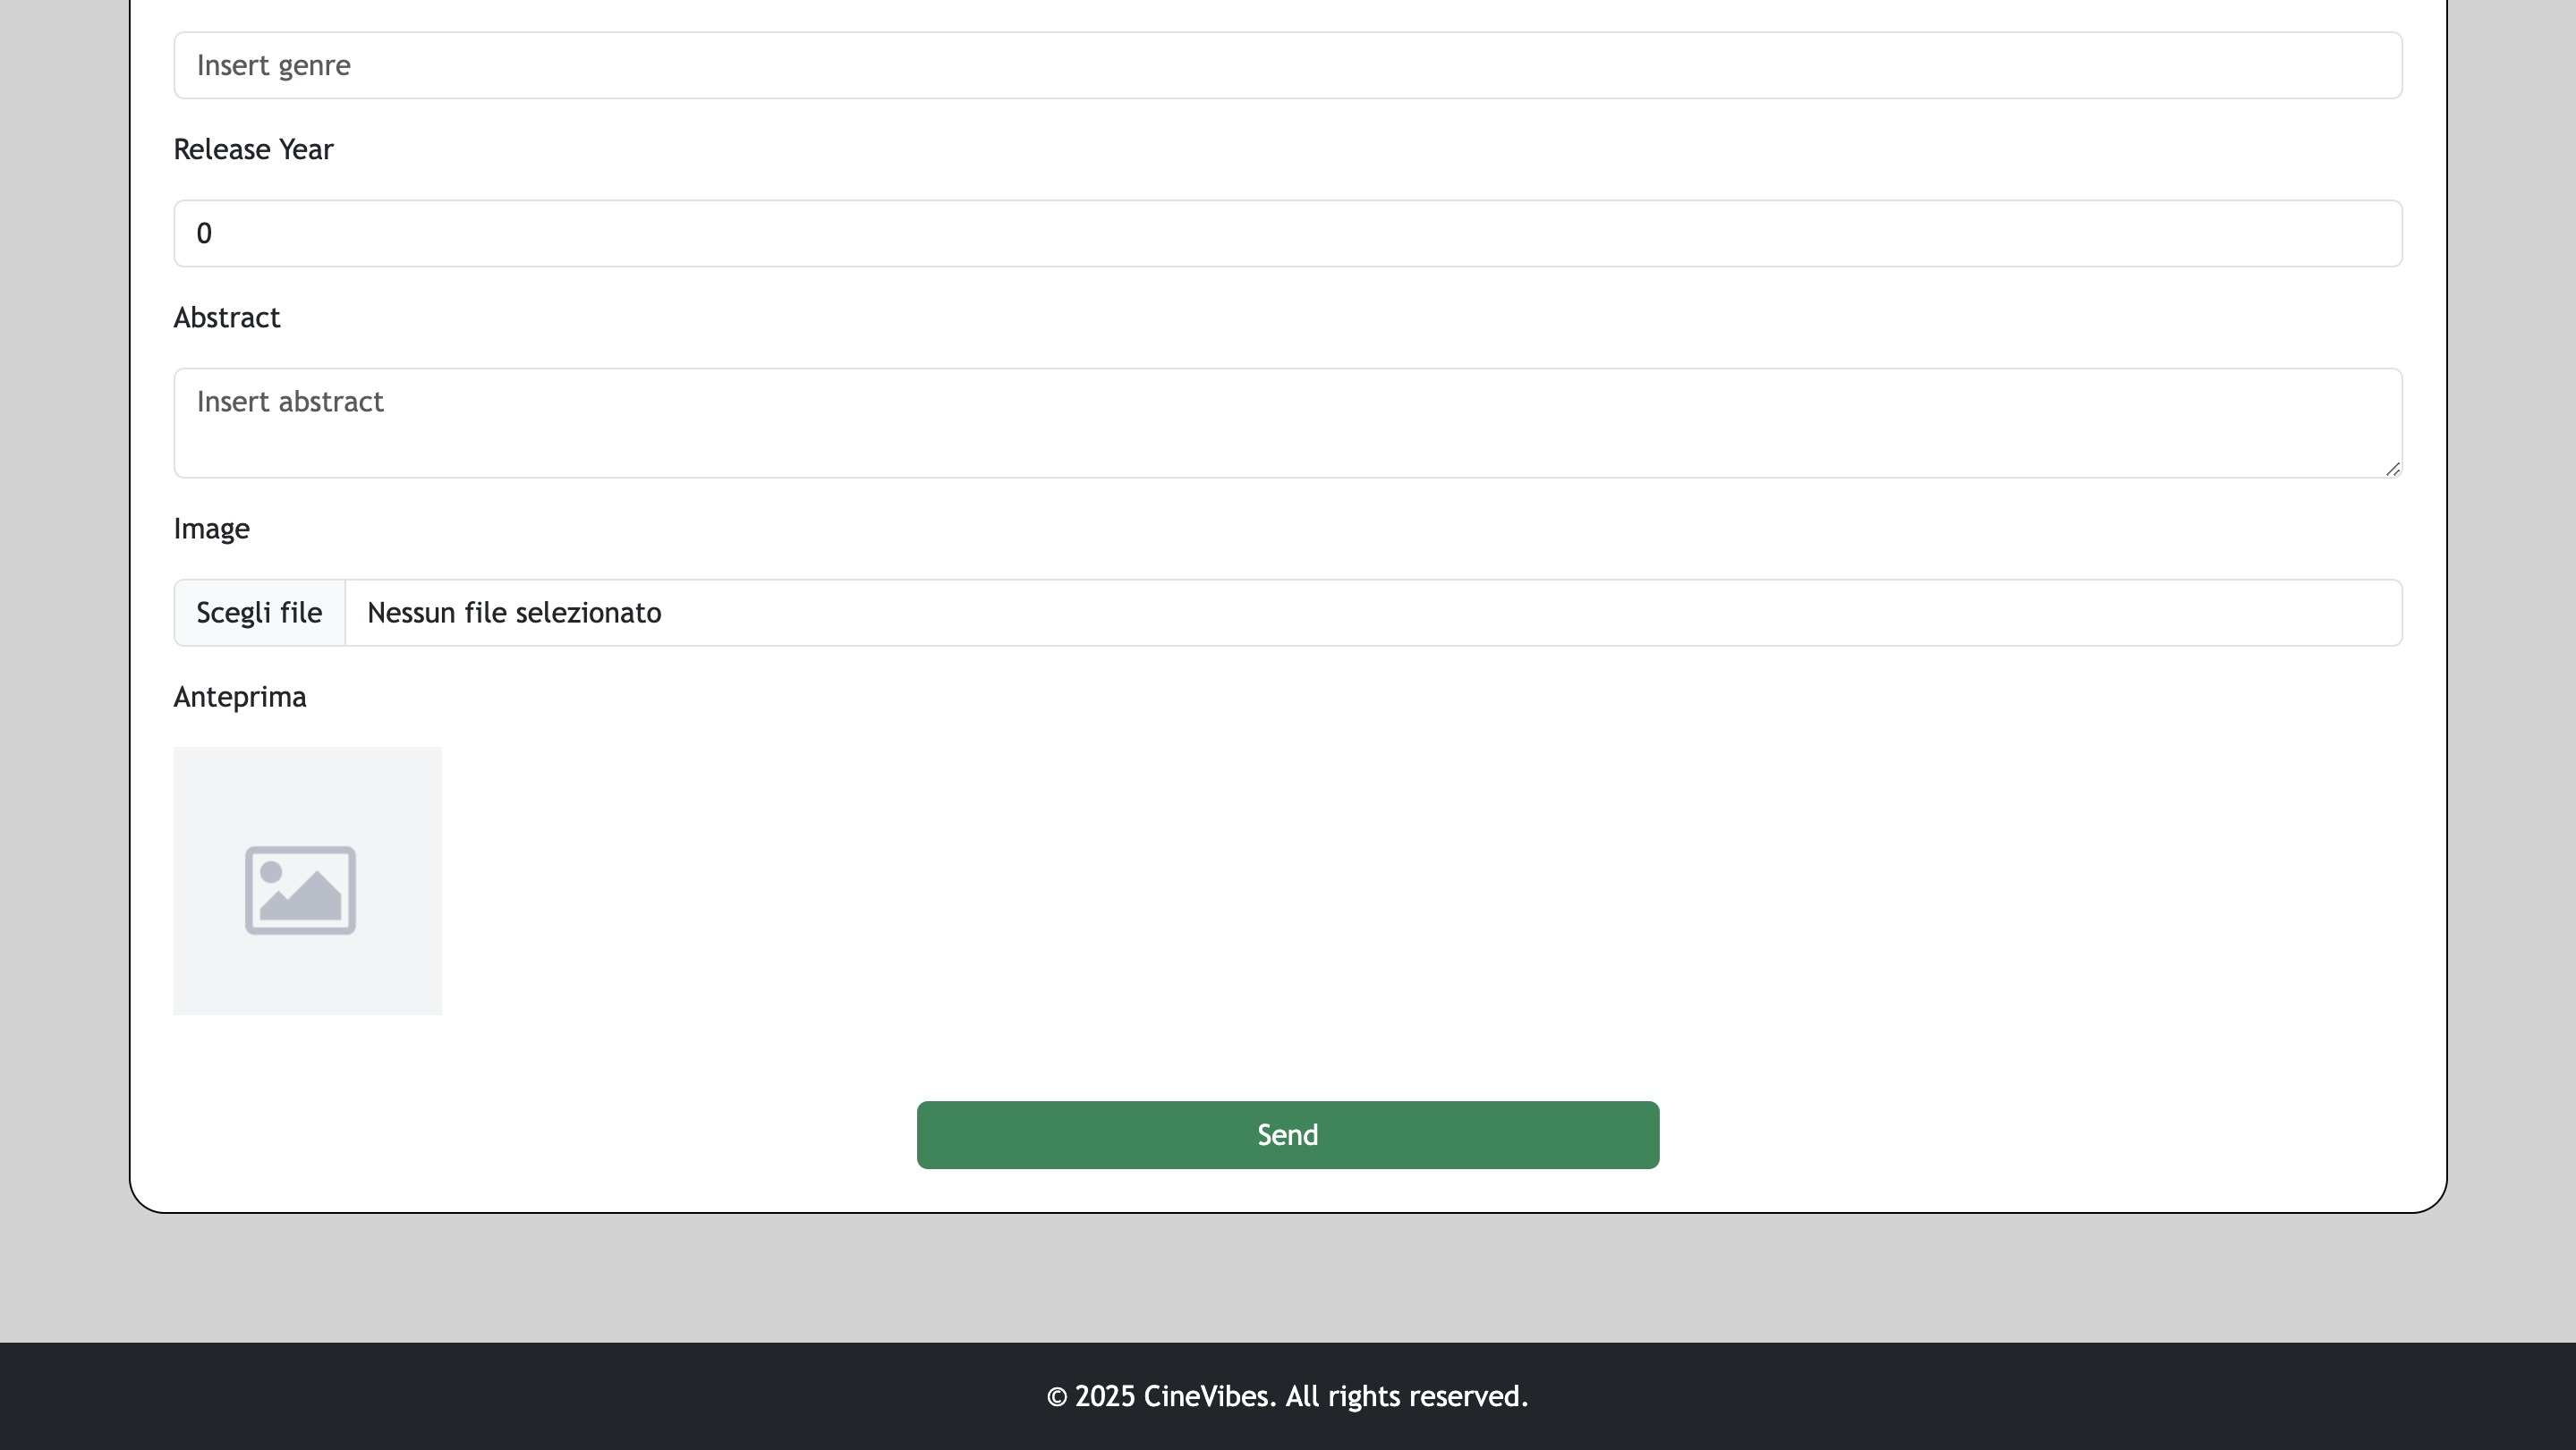 Insert genre
Release Year
0
Abstract
Insert abstract
Image
Scegli file Nessun file selezionato
Anteprima
Send
© 2025 CineVibes. All rights reserved.